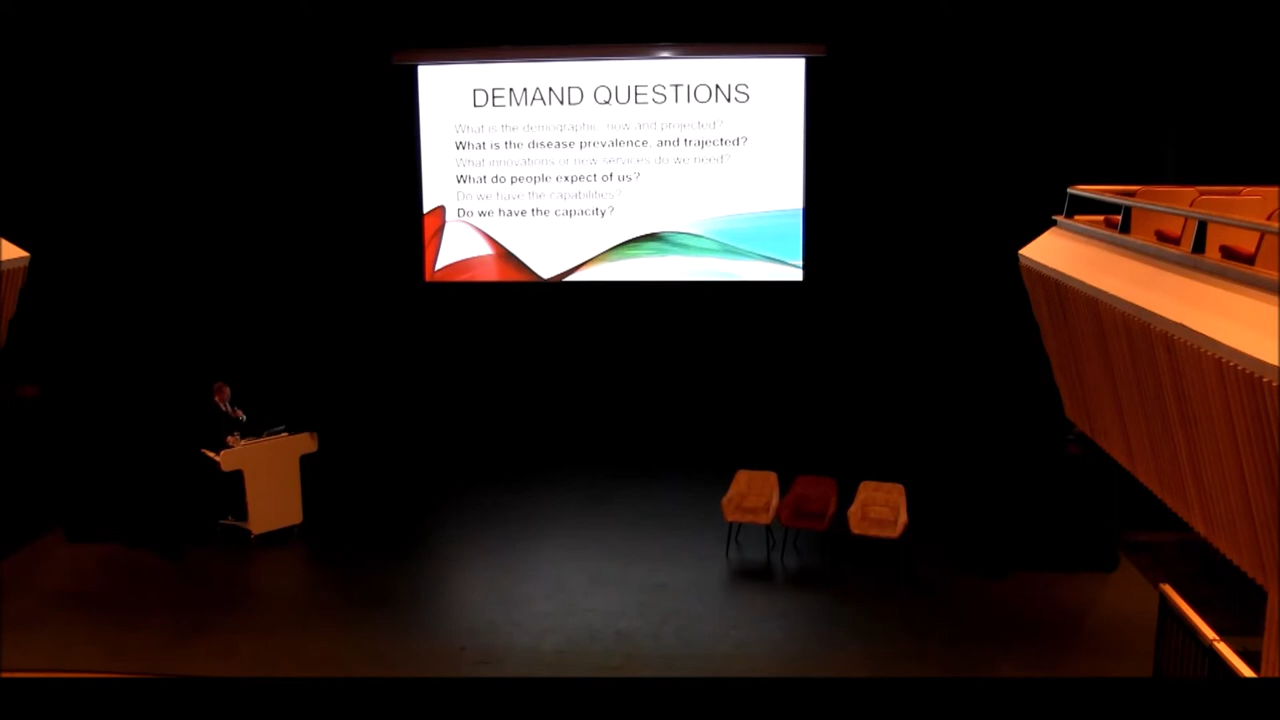 DEMAND QUESTIONS
What is the demographic, now and projected?
What is the disease prevalence, and trajected?
What innovations or new services do we need?
What do people expect of us?
Do we have the capabilities?
Do we have the capacity?